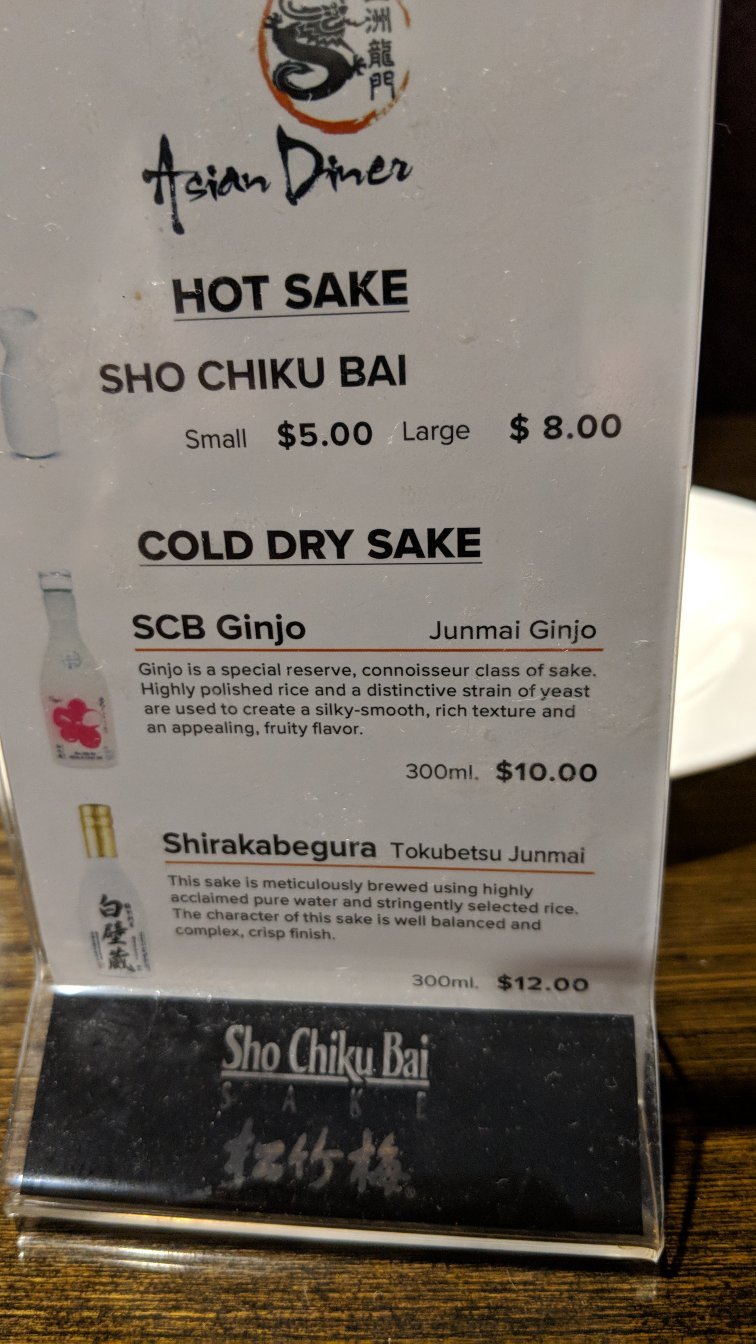 洲龍門
Asian Diner
HOT SAKE
SHO CHIKU BAI
Small $5.00 Large $ 8.00
COLD DRY SAKE
SCB Ginjo Junmai Ginjo
Ginjo is a special reserve, connoisseur class of sake.
Highly polished rice and a distinctive strain of yeast
are used to create a silky-smooth, rich texture and
an appealing, fruity flavor.
300ml. $10.00
Shirakabegura Tokubetsu Junmai
This sake is meticulously brewed using highly
acclaimed pure water and stringently selected rice.
The character of this sake is well balanced and
complex, crisp finish.
300ml. $12.00
白壁蔵
Sho Chiku Bai
SAKE
松竹梅